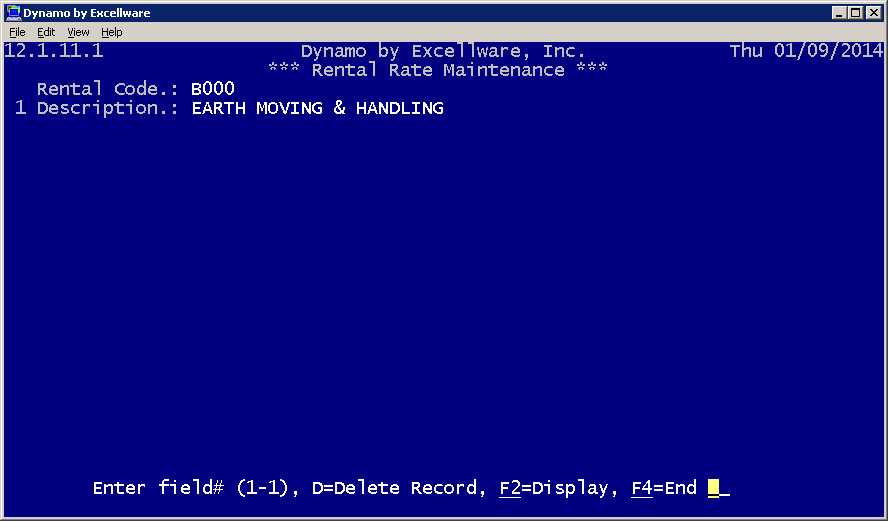 Dynamo by Excellware
File Edit View Help
12.1.11.1 Dynamo by Excellware, Inc. Thu 01/09/2014
*** Rental Rate Maintenance ***
Rental Code.: B000
1 Description.: EARTH MOVING & HANDLING
Enter field# (1-1), D=Delete Record, F2=Display, F4=End